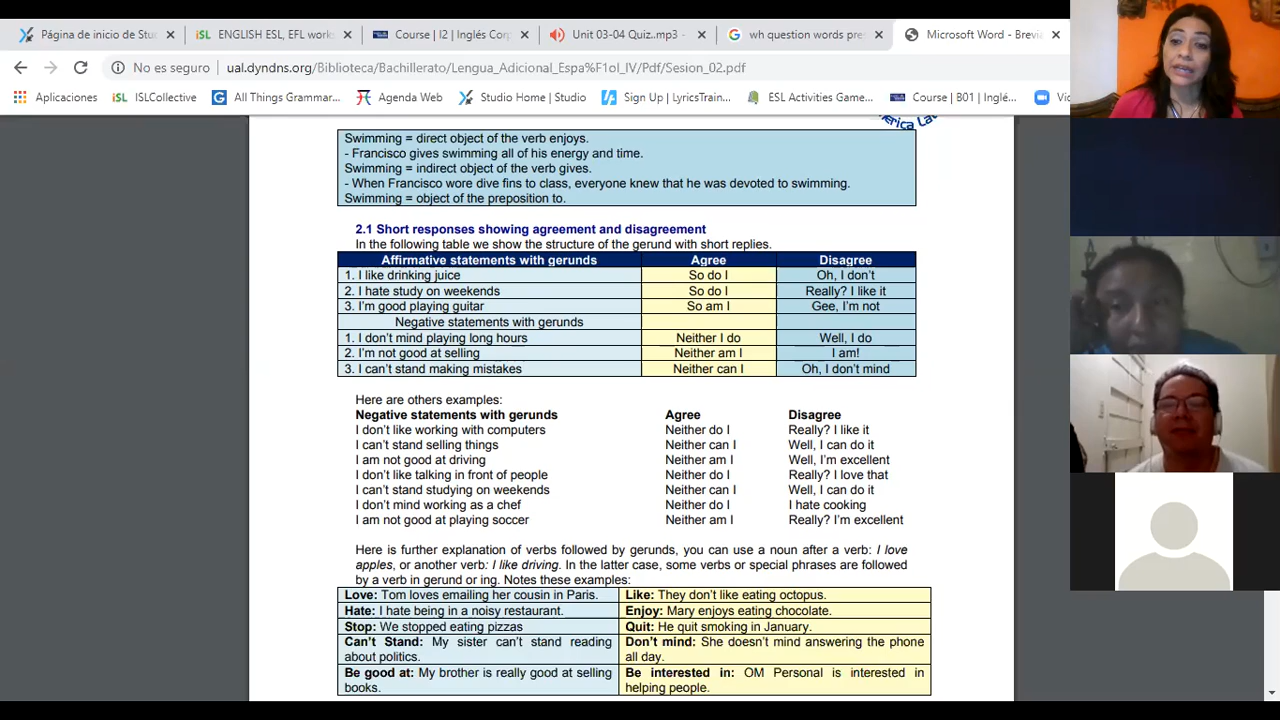 Página de inicio de Stu
ENGLISH ESL, EFL works
Course | I2 | Inglés Corp
Unit 03-04 Quiz.mp3 -
wh question words pre
Microsoft Word - Brevia
No es seguro
ual.dyndns.org/Biblioteca/Bachillerato/Lengua_Adicional_Espa%F1ol_IV/Pdf/Sesion_02.pdf
Aplicaciones
ISLCollective
All Things Grammar...
Agenda Web
Studio Home | Studio
Sign Up | LyricsTrain...
ESL Activities Game...
Course | B01 | Inglé...
Swimming = direct object of the verb enjoys.
- Francisco gives swimming all of his energy and time.
Swimming = indirect object of the verb gives.
- When Francisco wore dive fins to class, everyone knew that he was devoted to swimming.
Swimming = object of the preposition to.
2.1 Short responses showing agreement and disagreement
In the following table we show the structure of the gerund with short replies.
Affirmative statements with gerunds Agree Disagree
1. I like drinking juice So do I Oh, I don't
2. I hate study on weekends So do I Really? I like it
3. I'm good playing guitar So am I Gee, I'm not
Negative statements with gerunds
1. I don't mind playing long hours Neither I do Well, I do
2. I'm not good at selling Neither am I I am!
3. I can't stand making mistakes Neither can I Oh, I don't mind
Here are others examples:
Negative statements with gerunds Agree Disagree
I don't like working with computers Neither do I Really? I like it
I can't stand selling things Neither can I Well, I can do it
I am not good at driving Neither am I Well, I'm excellent
I don't like talking in front of people Neither do I Really? I love that
I can't stand studying on weekends Neither can I Well, I can do it
I don't mind working as a chef Neither do I I hate cooking
I am not good at playing soccer Neither am I Really? I'm excellent
Here is further explanation of verbs followed by gerunds, you can use a noun after a verb: I love
apples, or another verb: I like driving. In the latter case, some verbs or special phrases are followed
by a verb in gerund or ing. Notes these examples:
Love: Tom loves emailing her cousin in Paris.
Like: They don't like eating octopus.
Hate: I hate being in a noisy restaurant.
Enjoy: Mary enjoys eating chocolate.
Stop: We stopped eating pizzas
Quit: He quit smoking in January.
Can't Stand: My sister can't stand reading
about politics.
Don't mind: She doesn't mind answering the phone
all day.
Be good at: My brother is really good at selling
books.
Be interested in: OM Personal is interested in
helping people.